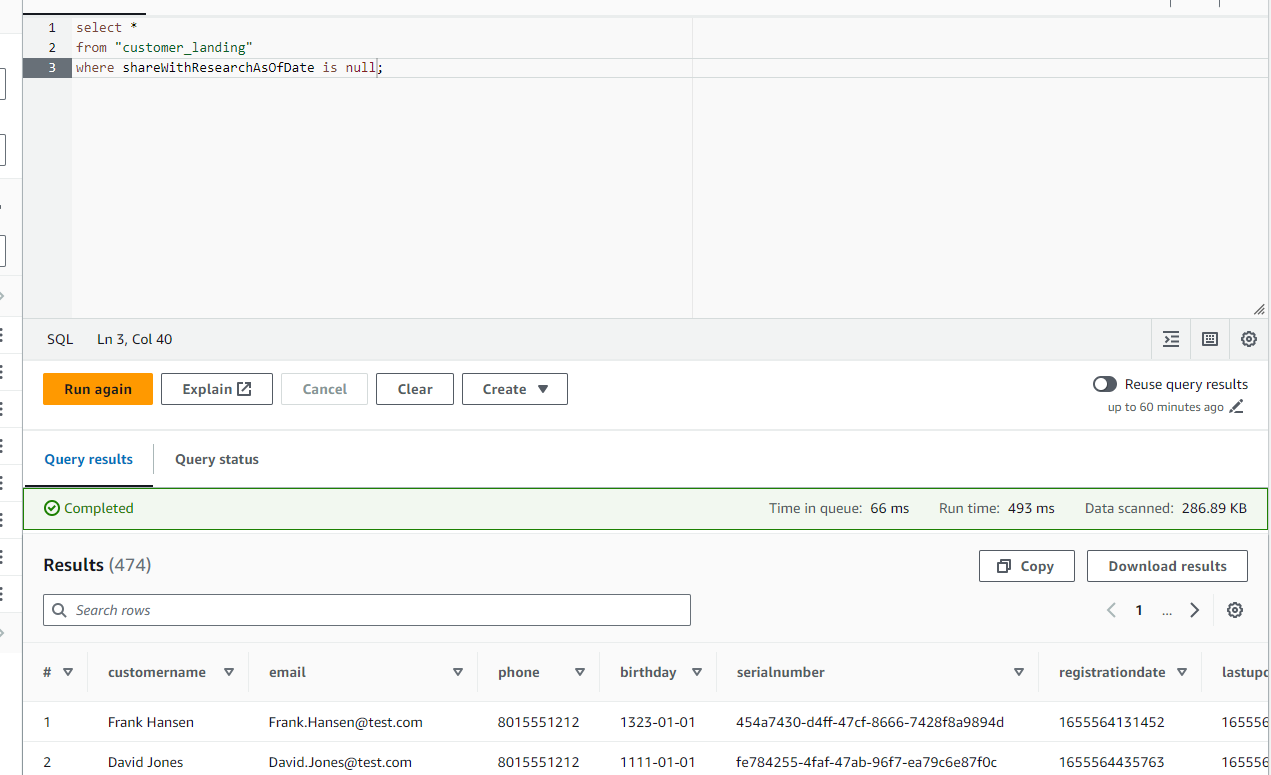 1 select *
2 from "customer_landing"
3 where shareWithResearchAsOfDate is null;
SQL Ln 3, Col 40
Run again Explain Cancel Clear Create Reuse query results
up to 60 minutes ago
Query results Query status
Completed Time in queue: 66 ms Run time: 493 ms Data scanned: 286.89 KB
Results (474) Copy Download results
Search rows 1 ...
# customername email phone birthday serialnumber registrationdate lastupd
1 Frank Hansen Frank.Hansen@test.com 8015551212 1323-01-01 454a7430-d4ff-47cf-8666-7428f8a9894d 1655564131452 165556
2 David Jones David.Jones@test.com 8015551212 1111-01-01 fe784255-4faf-47ab-96f7-ea79c6e87f0c 1655564435763 165556